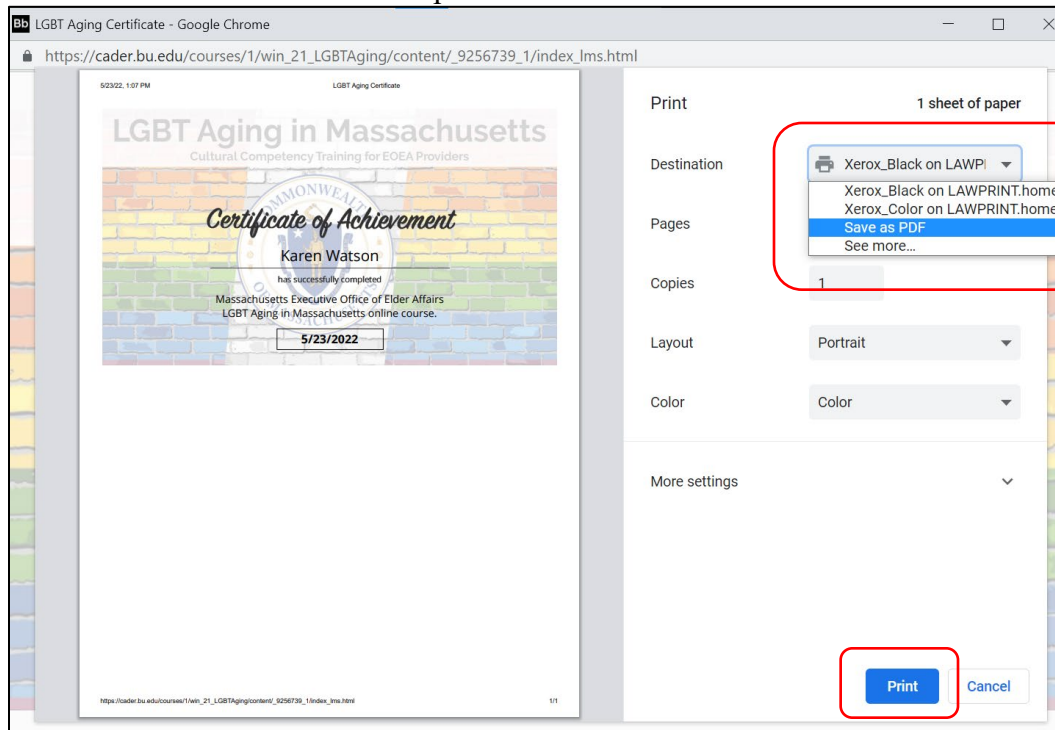 Bb LGBT Aging Certificate - Google Chrome
https://cader.bu.edu/courses/1/win_21_LGBTAging/content/_9256739_1/index_lms.html
5/23/22, 1:07 PM LGBT Aging Certificate
LGBT Aging in Massachusetts
Cultural Competency Training for EOEA Providers
Certificate of Achievement
Karen Watson
has successfully completed
Massachusetts Executive Office of Elder Affairs
LGBT Aging in Massachusetts online course.
5/23/2022
https://cader.bu.edu/courses/1/win_21_LGBTAging/content/_9256739_1/index_lms.html 1/1
Print 1 sheet of paper
Destination Xerox_Black on LAWP
Xerox_Black on LAWPRINT.home
Xerox_Color on LAWPRINT.home
Save as PDF
See more...
Pages
Copies 1
Layout Portrait
Color Color
More settings
Print Cancel